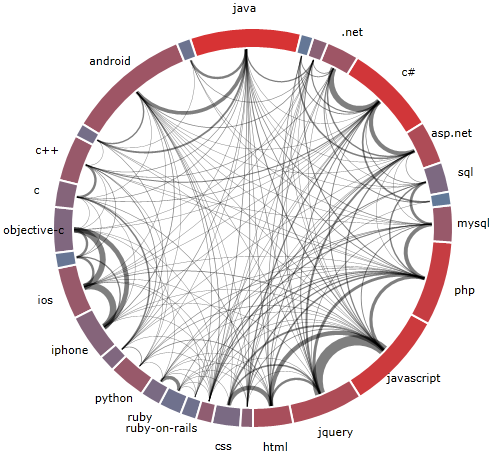 java
.net
android
c#
asp.net
c++
sql
c
mysql
objective-c
php
ios
iphone
javascript
python
ruby
ruby-on-rails
jquery
css
html